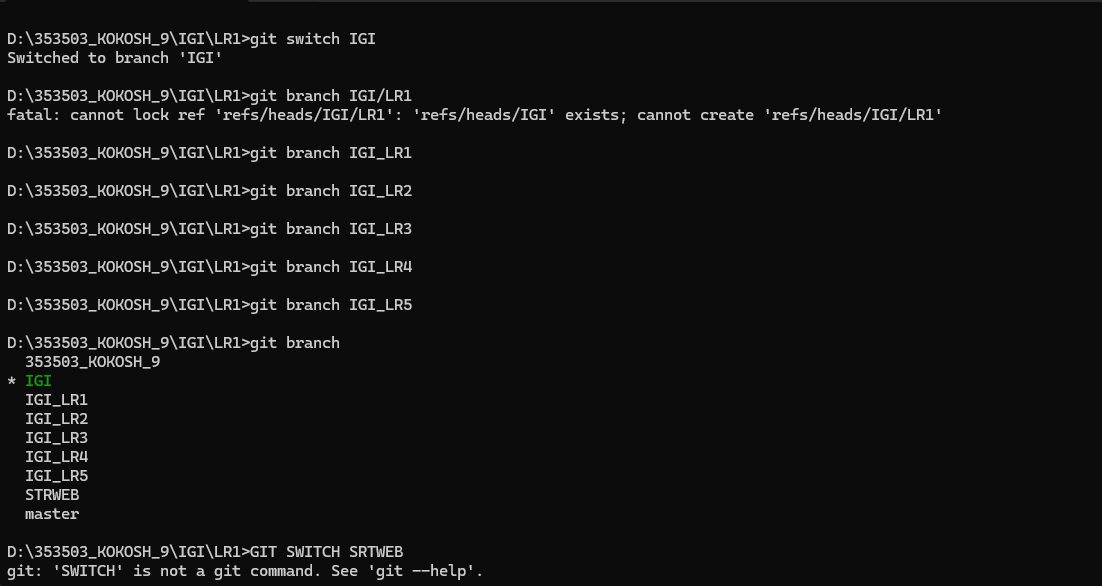 D:\353503_KOKOSH_9\IGI\LR1>git switch IGI
Switched to branch 'IGI'
D:\353503_KOKOSH_9\IGI\LR1>git branch IGI/LR1
fatal: cannot lock ref 'refs/heads/IGI/LR1': 'refs/heads/IGI' exists; cannot create 'refs/heads/IGI/LR1'
D:\353503_KOKOSH_9\IGI\LR1>git branch IGI_LR1
D:\353503_KOKOSH_9\IGI\LR1>git branch IGI_LR2
D:\353503_KOKOSH_9\IGI\LR1>git branch IGI_LR3
D:\353503_KOKOSH_9\IGI\LR1>git branch IGI_LR4
D:\353503_KOKOSH_9\IGI\LR1>git branch IGI_LR5
D:\353503_KOKOSH_9\IGI\LR1>git branch
  353503_KOKOSH_9
* IGI
  IGI_LR1
  IGI_LR2
  IGI_LR3
  IGI_LR4
  IGI_LR5
  STRWEB
  master
D:\353503_KOKOSH_9\IGI\LR1>GIT SWITCH SRTWEB
git: 'SWITCH' is not a git command. See 'git --help'.